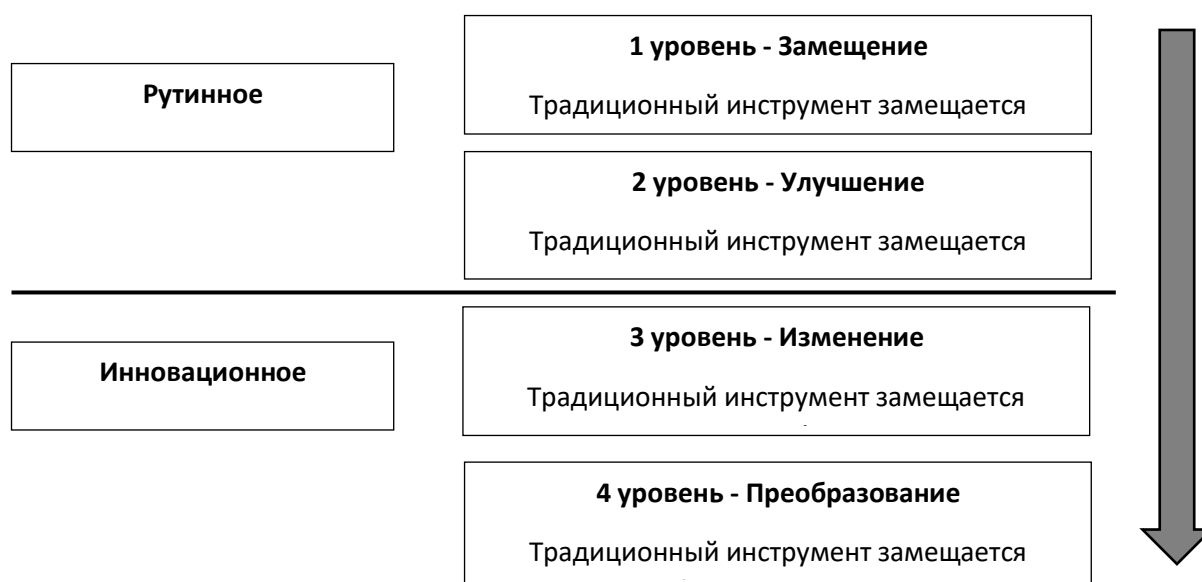 1 уровень - Замещение
Рутинное
Традиционный инструмент замещается
2 уровень - Улучшение
Традиционный инструмент замещается
3 уровень - Изменение
Инновационное
Традиционный инструмент замещается
4 уровень - Преобразование
Традиционный инструмент замещается